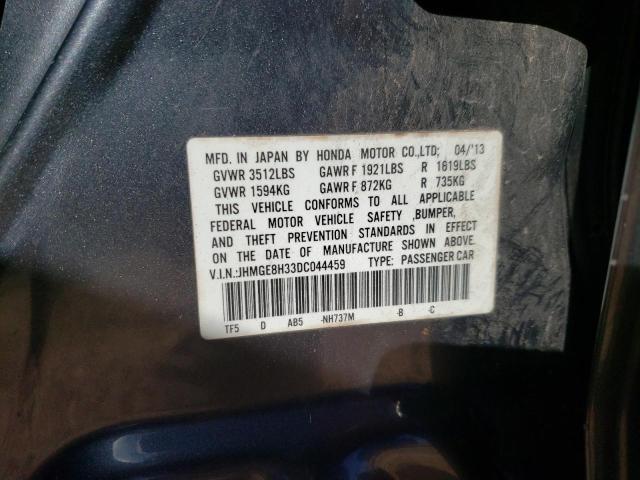 MFD. IN JAPAN BY HONDA MOTOR CO.,LTD; 04/'13
GVWR 3512LBS GAWR F 1921LBS R 1619LBS
GVWR 1594KG GAWR F 872KG R 735KG
THIS VEHICLE CONFORMS TO ALL APPLICABLE
FEDERAL MOTOR VEHICLE SAFETY ,BUMPER,
AND THEFT PREVENTION STANDARDS IN EFFECT
ON THE DATE OF MANUFACTURE SHOWN ABOVE.
V.I.N.:JHMGE8H33DC044459 TYPE: PASSENGER CAR
TF5 D AB5 -NH737M -B -C